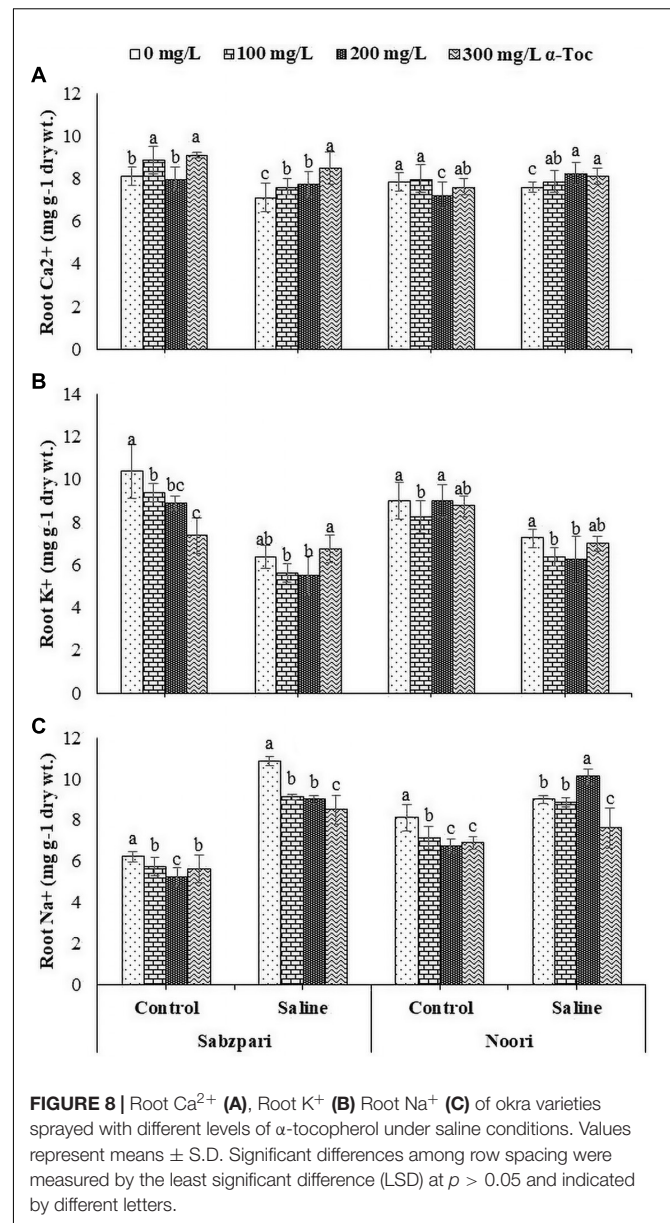 0 mg/L 100 mg/L 200 mg/L 300 mg/L α-Toc
A
Root Ca2+ (mg g-1 dry wt.)
12
10
8
6
4
2
0
b a b a
c b b a
a a c ab
c ab a a
B
Root K+ (mg g-1 dry wt.)
14
12
10
8
6
4
2
0
a b bc c
ab b b a
a b a ab
a b b ab
C
Root Na+ (mg g-1 dry wt.)
12
10
8
6
4
2
0
a b c b
a b b c
a b c c
b b a c
Control Saline Control Saline
Sabzpari Noori
FIGURE 8 | Root Ca2+ (A), Root K+ (B) Root Na+ (C) of okra varieties
sprayed with different levels of α-tocopherol under saline conditions. Values
represent means ± S.D. Significant differences among row spacing were
measured by the least significant difference (LSD) at p > 0.05 and indicated
by different letters.